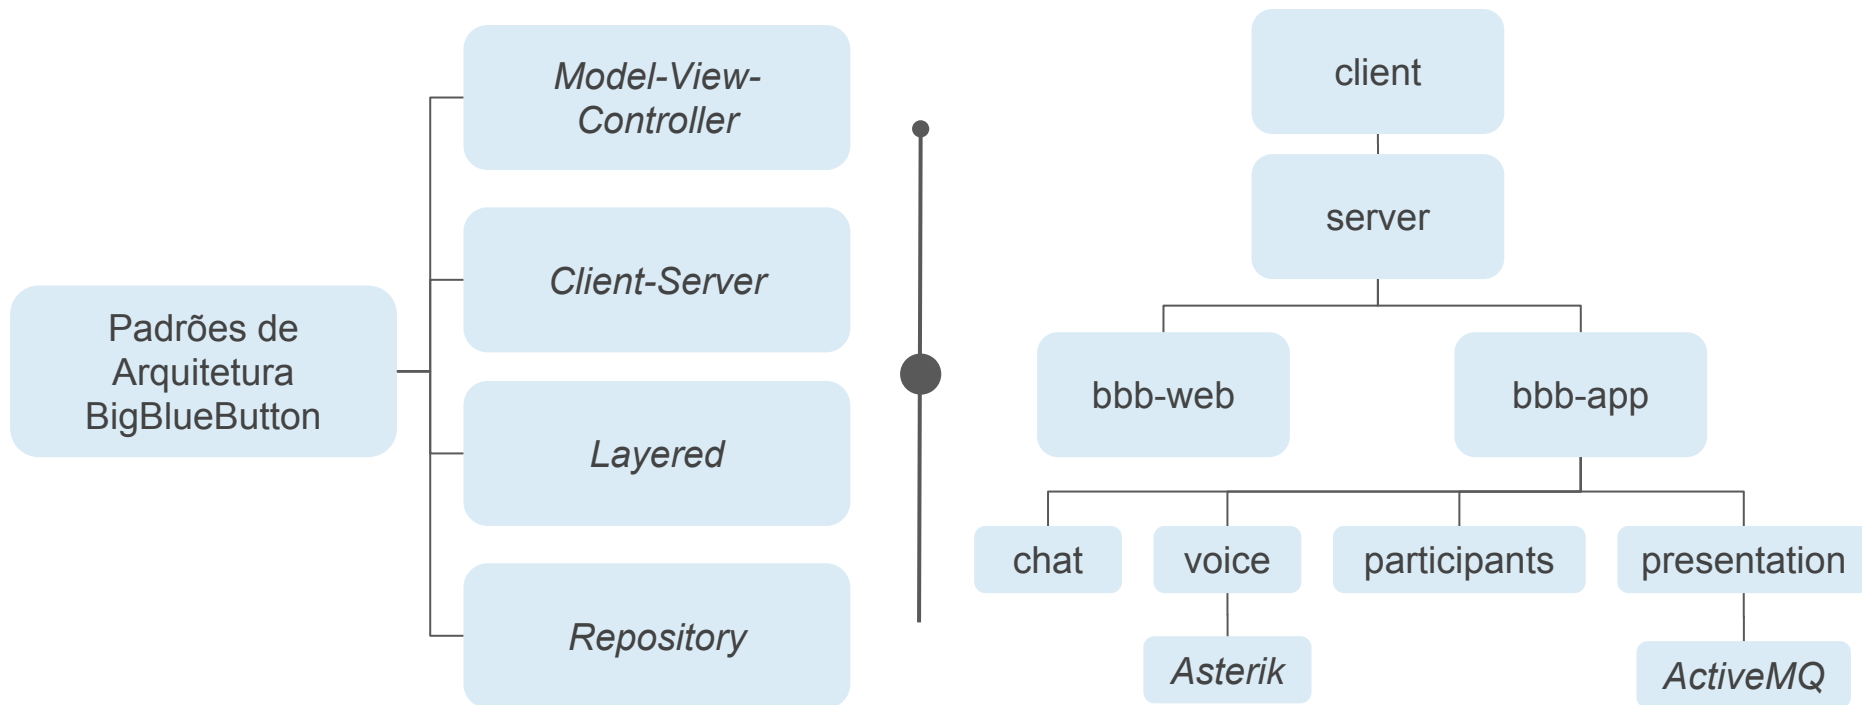 Padrões de
Arquitetura
BigBlueButton
Model-View-
Controller
Client-Server
Layered
Repository
client
server
bbb-web
bbb-app
chat
voice
participants
presentation
Asterik
ActiveMQ